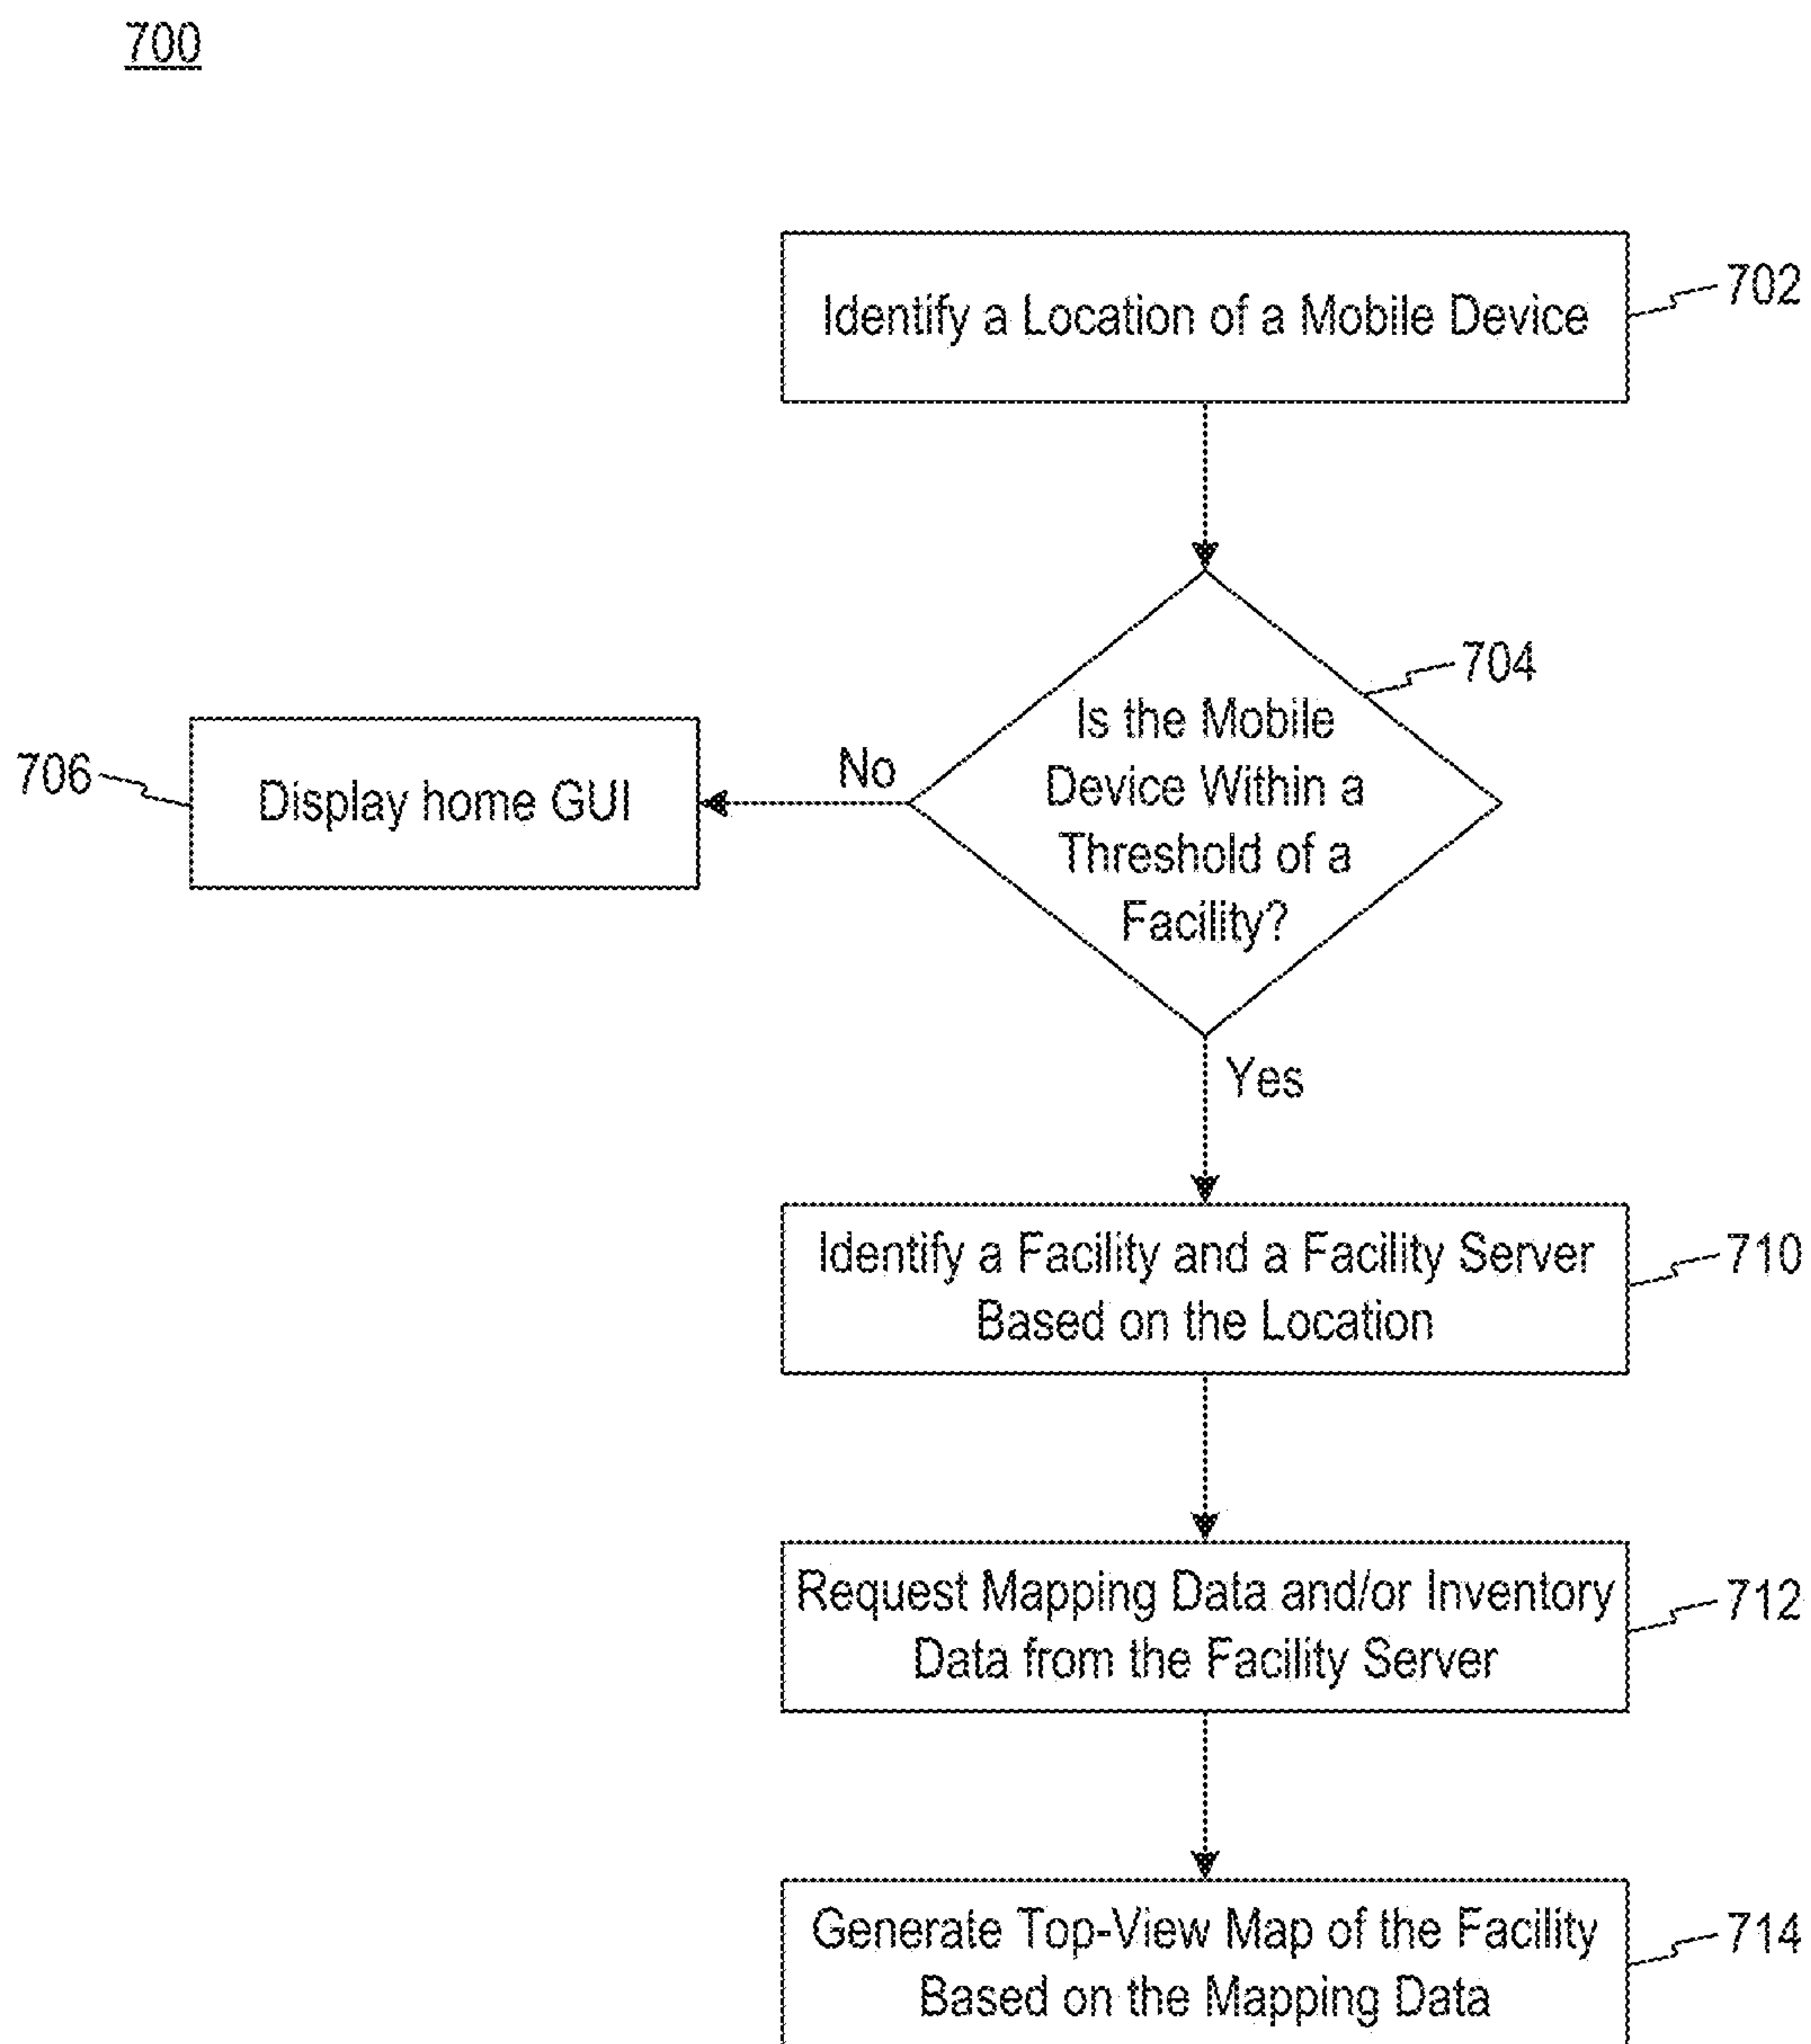 700
Identify a Location of a Mobile Device
702
704
Is the Mobile
Device Within a
Threshold of a
Facility?
No
706
Display home GUI
Yes
Identify a Facility and a Facility Server
Based on the Location
710
Request Mapping Data and/or Inventory
Data from the Facility Server
712
Generate Top-View Map of the Facility
Based on the Mapping Data
714